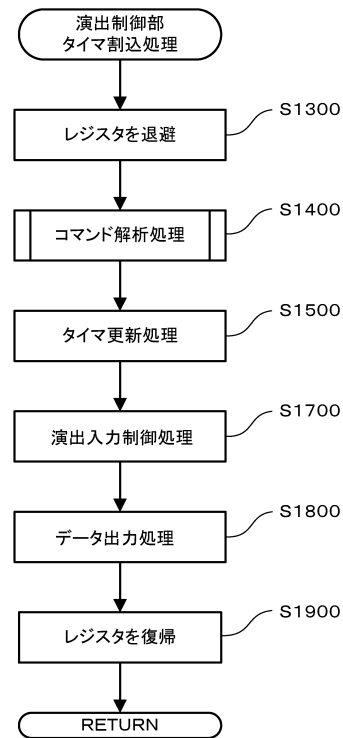 演出制御部
タイマ割込処理
レジスタを退避
S1300
コマンド解析処理
S1400
タイマ更新処理
S1500
演出入力制御処理
S1700
データ出力処理
S1800
レジスタを復帰
S1900
RETURN